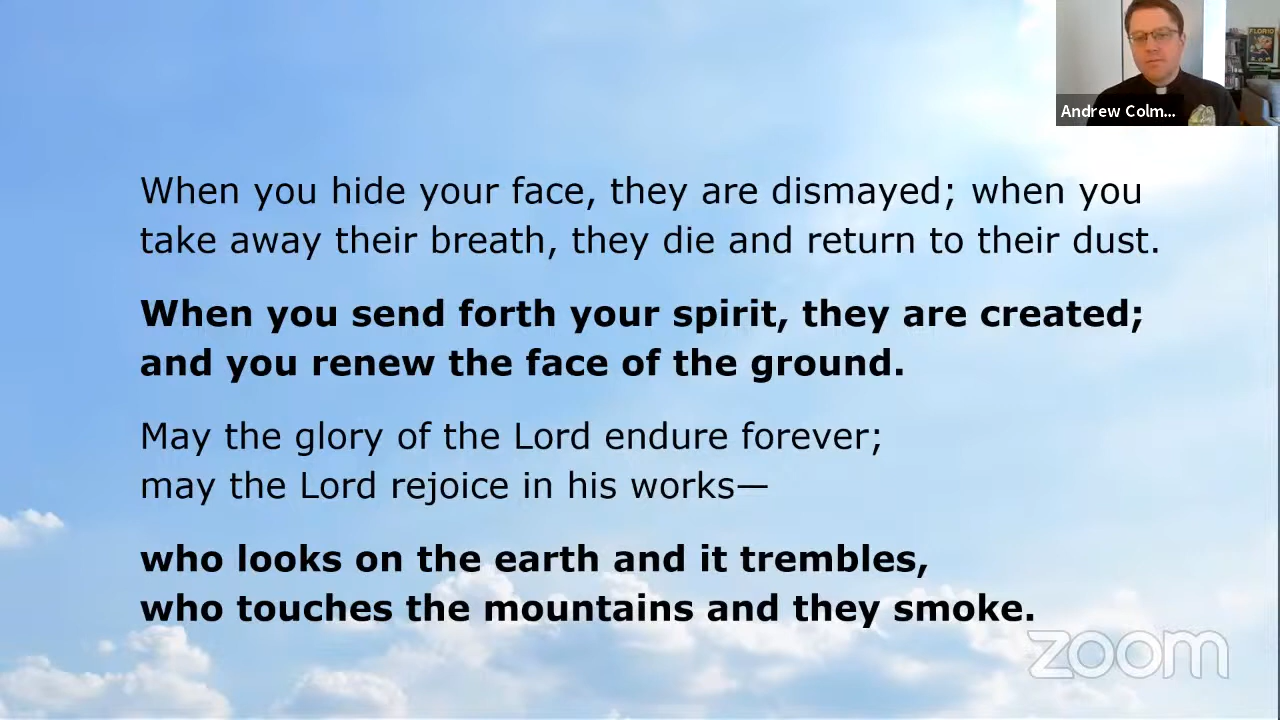 Andrew Colm...
When you hide your face, they are dismayed; when you
take away their breath, they die and return to their dust.
When you send forth your spirit, they are created;
and you renew the face of the ground.
May the glory of the Lord endure forever;
may the Lord rejoice in his works—
who looks on the earth and it trembles,
who touches the mountains and they smoke.
zoom